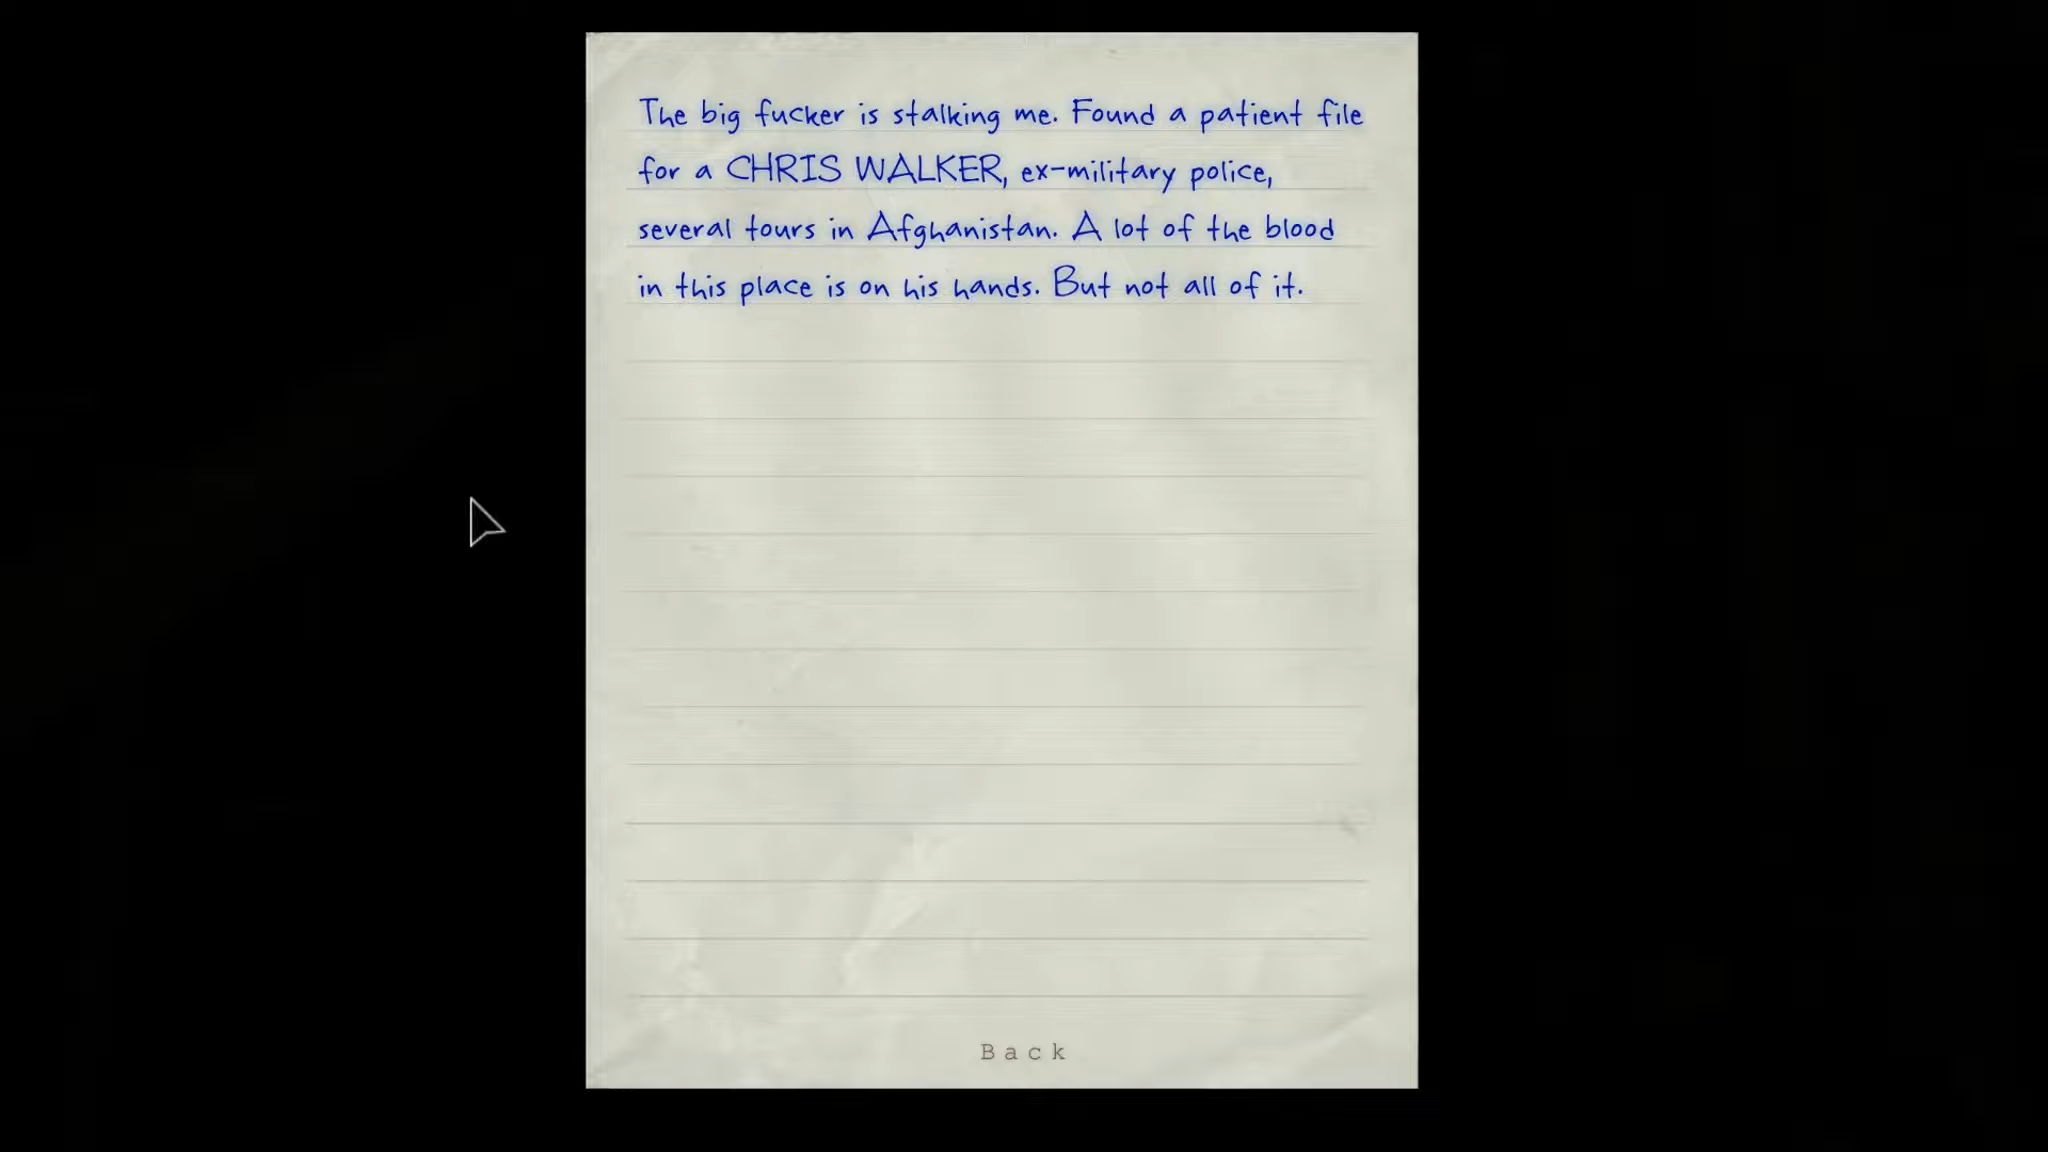 The big fucker is stalking me. Found a patient file
for a CHRIS WALKER, ex-military police,
several tours in Afghanistan. A lot of the blood
in this place is on his hands. But not all of it.
Back